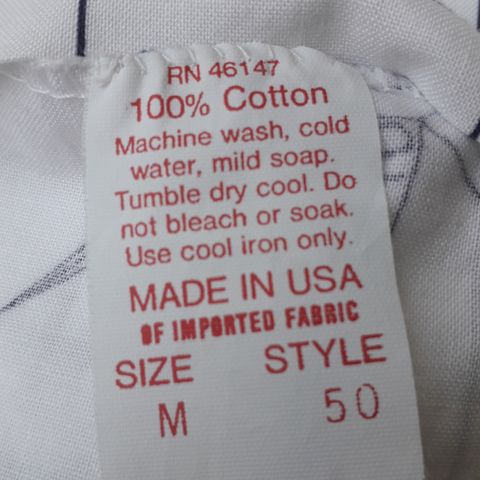 RN 46147
100% Cotton
Machine wash, cold
water, mild soap.
Tumble dry cool. Do
not bleach or soak.
Use cool iron only.
MADE IN USA
OF IMPORTED FABRIC
SIZE STYLE
M 50